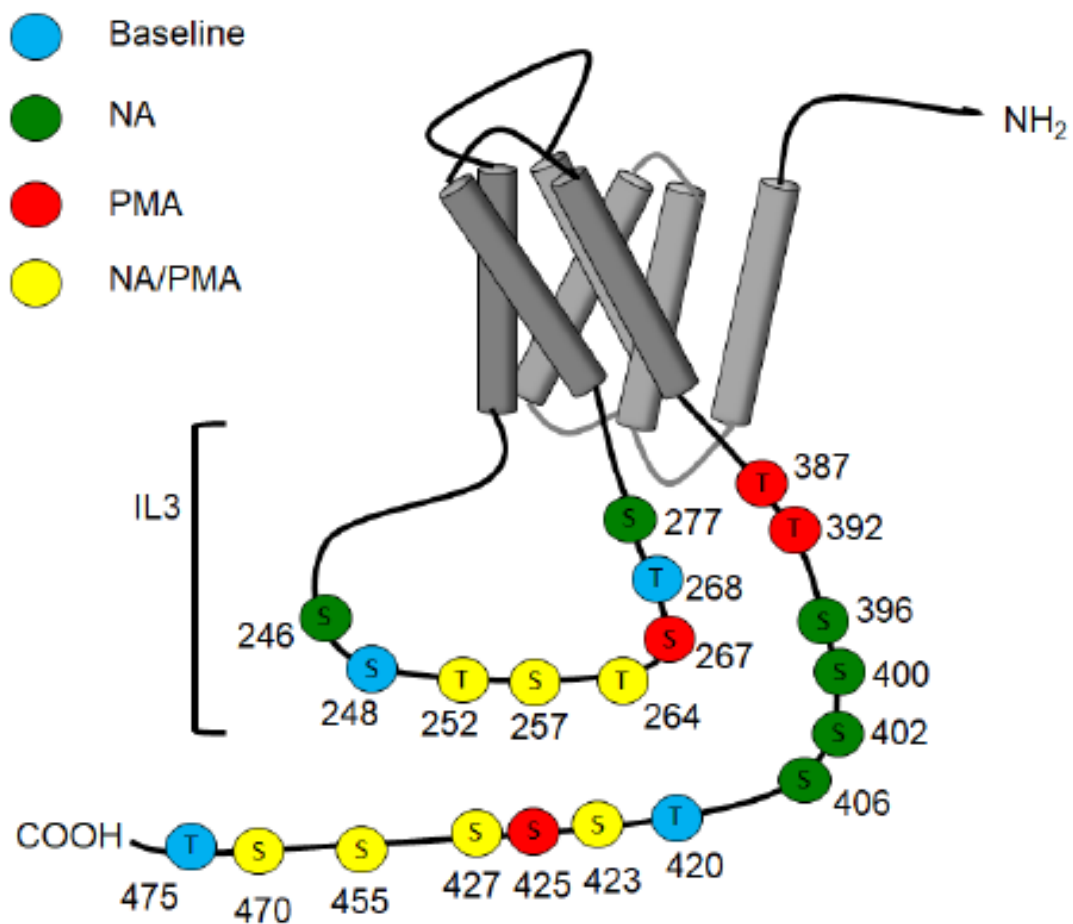 Baseline
NA
PMA
NA/PMA
NH2
IL3
T 387
T 392
S 277
T 268
S 396
S 246
S 267
S 400
S 248
T 252
S 257
T 264
S 402
S 406
COOH
T 475
S 470
S 455
S 427
S 425
S 423
T 420